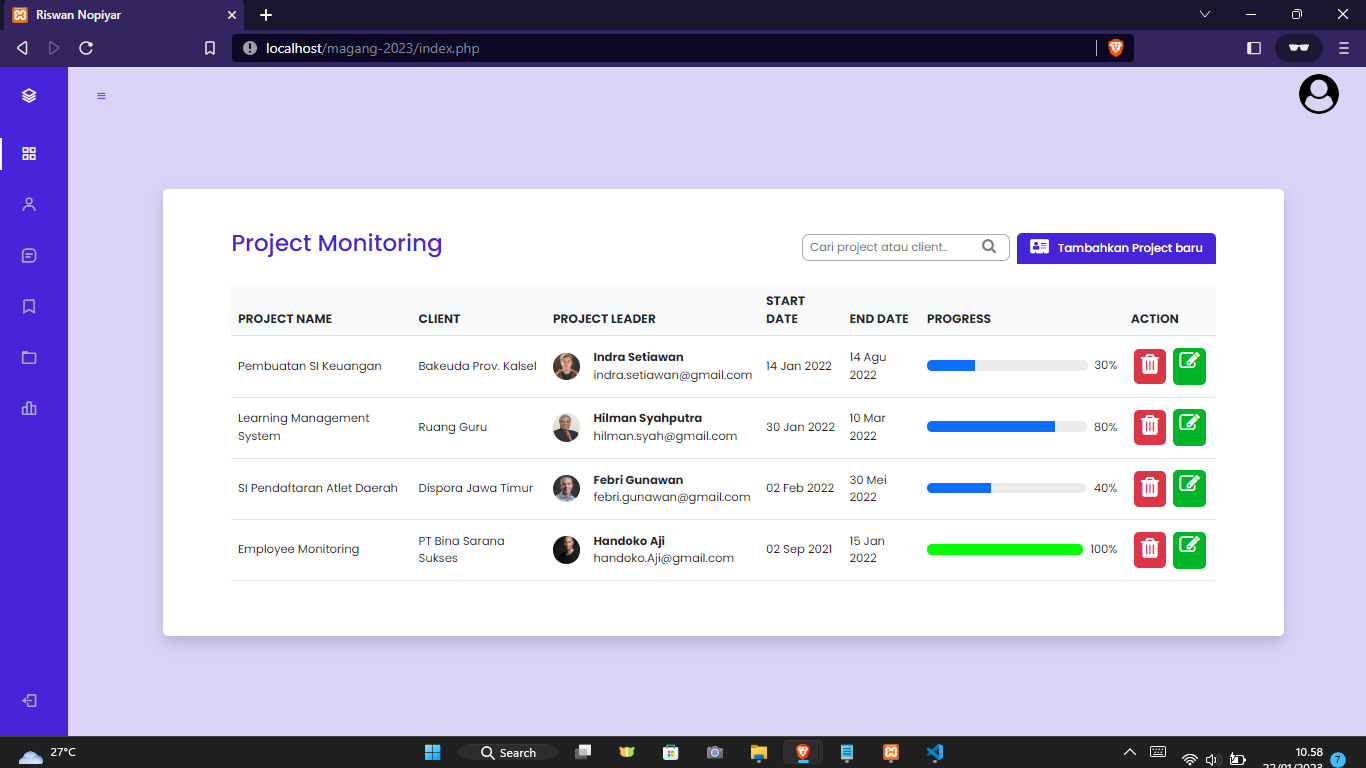 Riswan Nopiyar
localhost/magang-2023/index.php
Project Monitoring
Cari project atau client..
Tambahkan Project baru
PROJECT NAME CLIENT PROJECT LEADER START DATE END DATE PROGRESS ACTION
Pembuatan SI Keuangan Bakeuda Prov. Kalsel Indra Setiawan indra.setiawan@gmail.com 14 Jan 2022 14 Agu 2022 30%
Learning Management System Ruang Guru Hilman Syahputra hilman.syah@gmail.com 30 Jan 2022 10 Mar 2022 80%
SI Pendaftaran Atlet Daerah Dispora Jawa Timur Febri Gunawan febri.gunawan@gmail.com 02 Feb 2022 30 Mei 2022 40%
Employee Monitoring PT Bina Sarana Sukses Handoko Aji handoko.Aji@gmail.com 02 Sep 2021 15 Jan 2022 100%
27°C
Search
10.58
22/01/2023
7